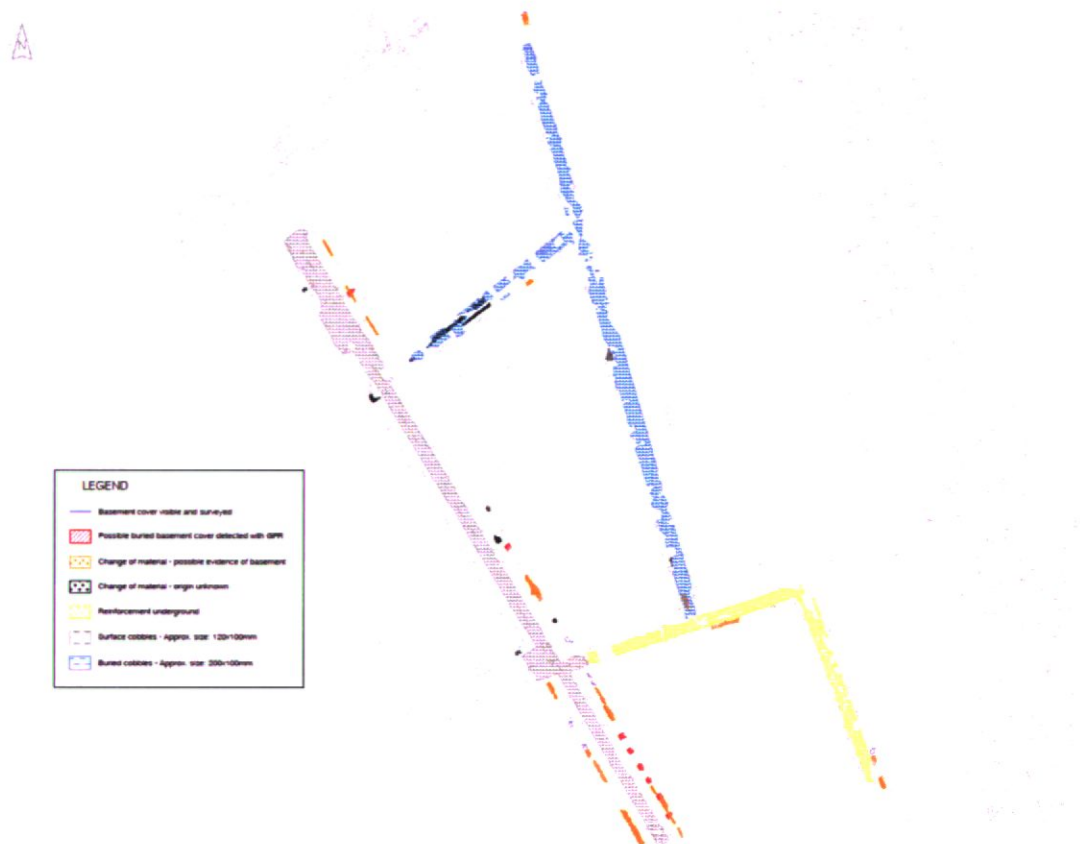 LEGEND
Basement cover visible and surveyed
Possible buried basement cover detected with GPR
Change of material - possible evidence of basement
Change of material - origin unknown
Reinforcement underground
Surface cobbles - Approx. size: 120x100mm
Buried cobbles - Approx. size: 200x100mm